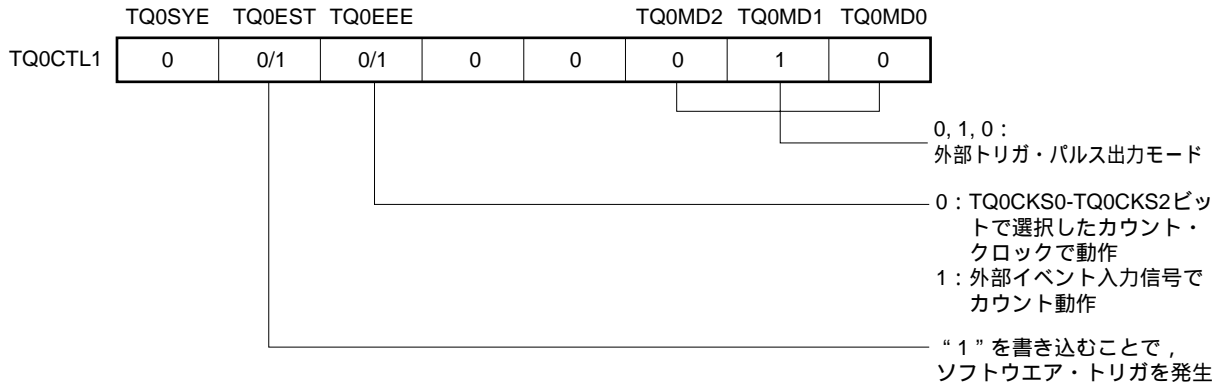 TQ0SYE TQ0EST TQ0EEE TQ0MD2 TQ0MD1 TQ0MD0
TQ0CTL1 0 0/1 0/1 0 0 0 1 0
0, 1, 0：
外部トリガ・パルス出力モード
0：TQ0CKS0-TQ0CKS2ビッ
トで選択したカウント・
クロックで動作
1：外部イベント入力信号で
カウント動作
“1”を書き込むことで，
ソフトウエア・トリガを発生